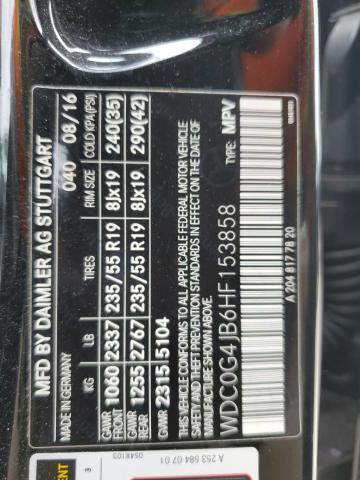 MFD BY DAIMLER AG STUTTGART
MADE IN GERMANY 040 08/16
KG LB TIRES RIM SIZE COLD KPA(PSI)
GAWR FRONT 1060 2337 235/55 R19 8Jx19 240(35)
GAWR REAR 1255 2767 235/55 R19 8Jx19 290(42)
GVWR 2315 5104
THIS VEHICLE CONFORMS TO ALL APPLICABLE FEDERAL MOTOR VEHICLE
SAFETY AND THEFT PREVENTION STANDARDS IN EFFECT ON THE DATE OF
MANUFACTURE SHOWN ABOVE.
TYPE: MPV
WDC0G4JB6HF153858
A 204 817 78 20
A 253 584 07 01
0548103
ENT
3